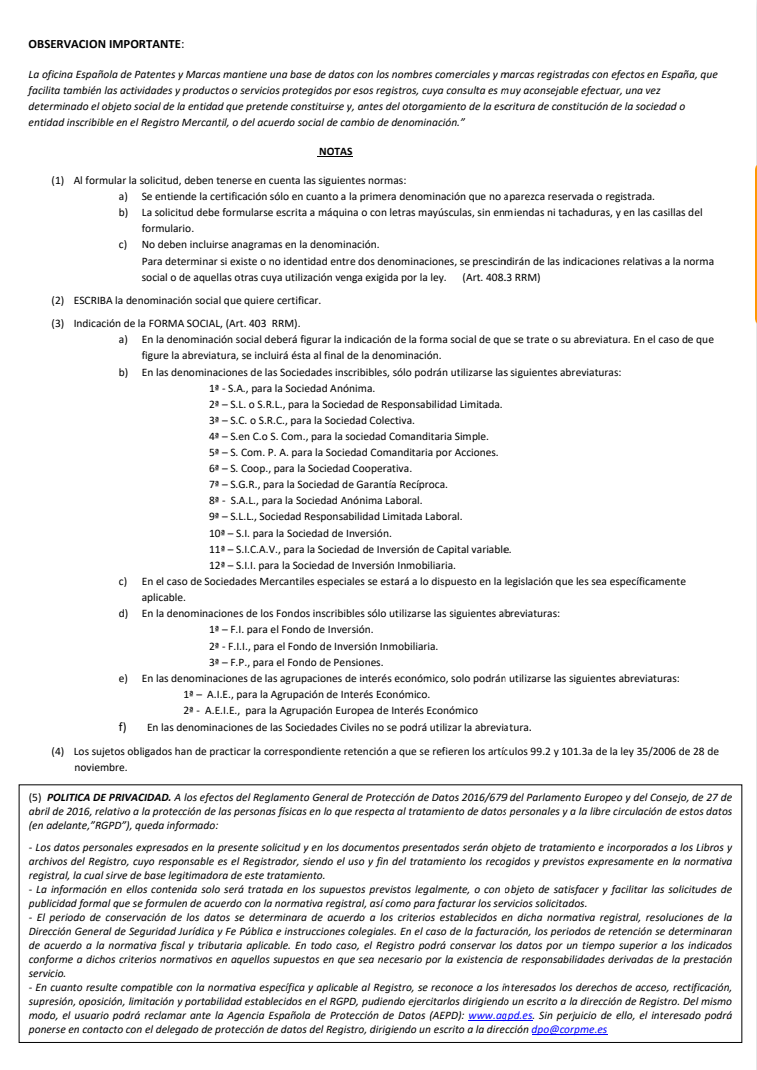 OBSERVACION IMPORTANTE:
La oficina Española de Patentes y Marcas mantiene una base de datos con los nombres comerciales y marcas registradas con efectos en España, que
facilita también las actividades y productos o servicios protegidos por esos registros, cuya consulta es muy aconsejable efectuar, una vez
determinado el objeto social de la entidad que pretende constituirse y, antes del otorgamiento de la escritura de constitución de la sociedad o
entidad inscribible en el Registro Mercantil, o del acuerdo social de cambio de denominación.”
NOTAS
(1) Al formular la solicitud, deben tenerse en cuenta las siguientes normas:
a) Se entiende la certificación sólo en cuanto a la primera denominación que no aparezca reservada o registrada.
b) La solicitud debe formularse escrita a máquina o con letras mayúsculas, sin enmiendas ni tachaduras, y en las casillas del
formulario.
c) No deben incluirse anagramas en la denominación.
Para determinar si existe o no identidad entre dos denominaciones, se prescindirán de las indicaciones relativas a la norma
social o de aquellas otras cuya utilización venga exigida por la ley. (Art. 408.3 RRM)
(2) ESCRIBA la denominación social que quiere certificar.
(3) Indicación de la FORMA SOCIAL, (Art. 403 RRM).
a) En la denominación social deberá figurar la indicación de la forma social de que se trate o su abreviatura. En el caso de que
figure la abreviatura, se incluirá ésta al final de la denominación.
b) En las denominaciones de las Sociedades inscribibles, sólo podrán utilizarse las siguientes abreviaturas:
1ª - S.A., para la Sociedad Anónima.
2ª – S.L. o S.R.L., para la Sociedad de Responsabilidad Limitada.
3ª – S.C. o S.R.C., para la Sociedad Colectiva.
4ª – S.en C.o S. Com., para la sociedad Comanditaria Simple.
5ª – S. Com. P. A. para la Sociedad Comanditaria por Acciones.
6ª – S. Coop., para la Sociedad Cooperativa.
7ª – S.G.R., para la Sociedad de Garantía Recíproca.
8ª - S.A.L., para la Sociedad Anónima Laboral.
9ª – S.L.L., Sociedad Responsabilidad Limitada Laboral.
10ª – S.I. para la Sociedad de Inversión.
11ª – S.I.C.A.V., para la Sociedad de Inversión de Capital variable.
12ª – S.I.I. para la Sociedad de Inversión Inmobiliaria.
c) En el caso de Sociedades Mercantiles especiales se estará a lo dispuesto en la legislación que les sea específicamente
aplicable.
d) En la denominaciones de los Fondos inscribibles sólo utilizarse las siguientes abreviaturas:
1ª – F.I. para el Fondo de Inversión.
2ª - F.I.I., para el Fondo de Inversión Inmobiliaria.
3ª – F.P., para el Fondo de Pensiones.
e) En las denominaciones de las agrupaciones de interés económico, solo podrán utilizarse las siguientes abreviaturas:
1ª – A.I.E., para la Agrupación de Interés Económico.
2ª - A.E.I.E., para la Agrupación Europea de Interés Económico
f) En las denominaciones de las Sociedades Civiles no se podrá utilizar la abreviatura.
(4) Los sujetos obligados han de practicar la correspondiente retención a que se refieren los artículos 99.2 y 101.3a de la ley 35/2006 de 28 de
noviembre.
(5) POLITICA DE PRIVACIDAD. A los efectos del Reglamento General de Protección de Datos 2016/679 del Parlamento Europeo y del Consejo, de 27 de
abril de 2016, relativo a la protección de las personas físicas en lo que respecta al tratamiento de datos personales y a la libre circulación de estos datos
(en adelante,”RGPD”), queda informado:
- Los datos personales expresados en la presente solicitud y en los documentos presentados serán objeto de tratamiento e incorporados a los Libros y
archivos del Registro, cuyo responsable es el Registrador, siendo el uso y fin del tratamiento los recogidos y previstos expresamente en la normativa
registral, la cual sirve de base legitimadora de este tratamiento.
- La información en ellos contenida solo será tratada en los supuestos previstos legalmente, o con objeto de satisfacer y facilitar las solicitudes de
publicidad formal que se formulen de acuerdo con la normativa registral, así como para facturar los servicios solicitados.
- El periodo de conservación de los datos se determinara de acuerdo a los criterios establecidos en dicha normativa registral, resoluciones de la
Dirección General de Seguridad Jurídica y Fe Pública e instrucciones colegiales. En el caso de la facturación, los periodos de retención se determinaran
de acuerdo a la normativa fiscal y tributaria aplicable. En todo caso, el Registro podrá conservar los datos por un tiempo superior a los indicados
conforme a dichos criterios normativos en aquellos supuestos en que sea necesario por la existencia de responsabilidades derivadas de la prestación
servicio.
- En cuanto resulte compatible con la normativa específica y aplicable al Registro, se reconoce a los interesados los derechos de acceso, rectificación,
supresión, oposición, limitación y portabilidad establecidos en el RGPD, pudiendo ejercitarlos dirigiendo un escrito a la dirección de Registro. Del mismo
modo, el usuario podrá reclamar ante la Agencia Española de Protección de Datos (AEPD): www.agpd.es. Sin perjuicio de ello, el interesado podrá
ponerse en contacto con el delegado de protección de datos del Registro, dirigiendo un escrito a la dirección dpo@corpme.es